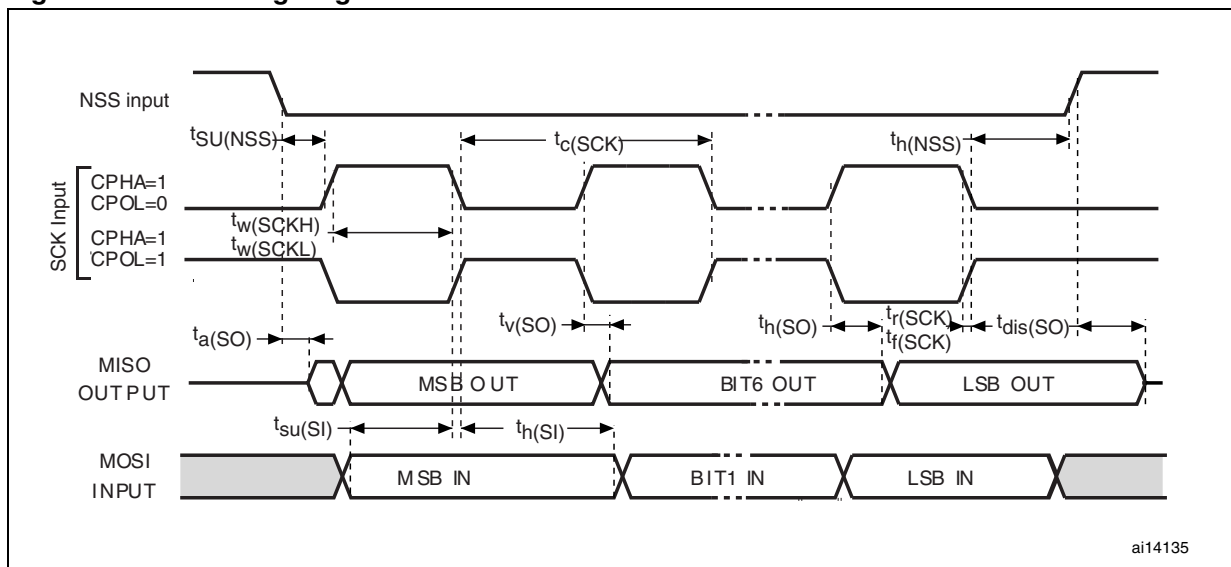 NSS input
tSU(NSS)
tc(SCK)
th(NSS)
SCK Input
CPHA=1
CPOL=0
tw(SCKH)
CPHA=1
tw(SCKL)
CPOL=1
ta(SO)
tv(SO)
th(SO)
tr(SCK)
tf(SCK)
tdis(SO)
MISO
OUTPUT
MSB OUT
BIT6 OUT
LSB OUT
tsu(SI)
th(SI)
MOSI
INPUT
MSB IN
BIT1 IN
LSB IN
ai14135